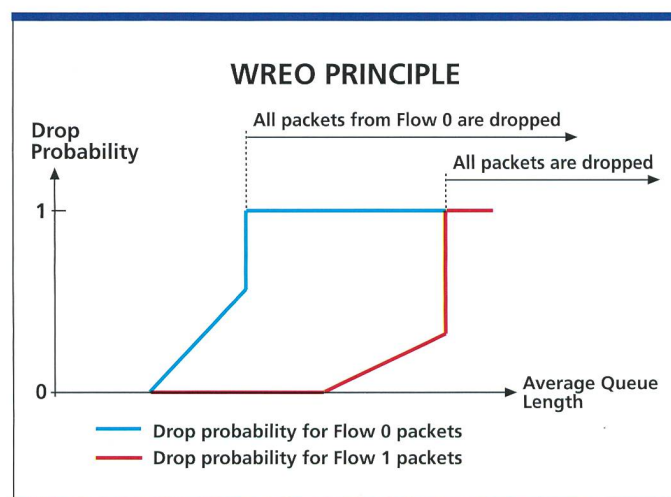 WREO PRINCIPLE
All packets from Flow 0 are dropped
Drop
Probability
All packets are dropped
1
0
Average Queue
Length
Drop probability for Flow 0 packets
Drop probability for Flow 1 packets